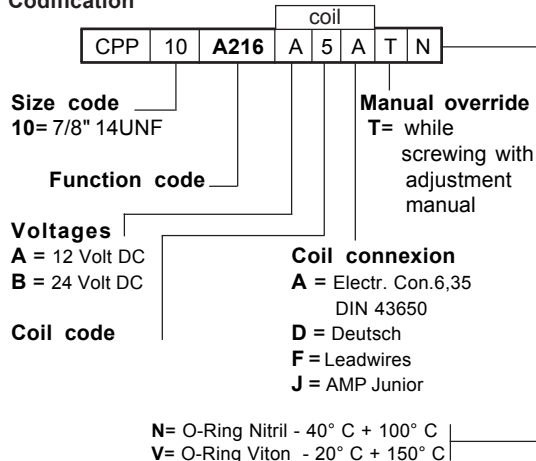 Codification
coil
CPP 10 A216 A 5 A T N
Size code
10= 7/8" 14UNF
Manual override
T= while
screwing with
adjustment
manual
Function code
Voltages
A = 12 Volt DC
B = 24 Volt DC
Coil code
Coil connexion
A = Electr. Con.6,35
DIN 43650
D = Deutsch
F = Leadwires
J = AMP Junior
N= O-Ring Nitril - 40° C + 100° C
V= O-Ring Viton - 20° C + 150° C